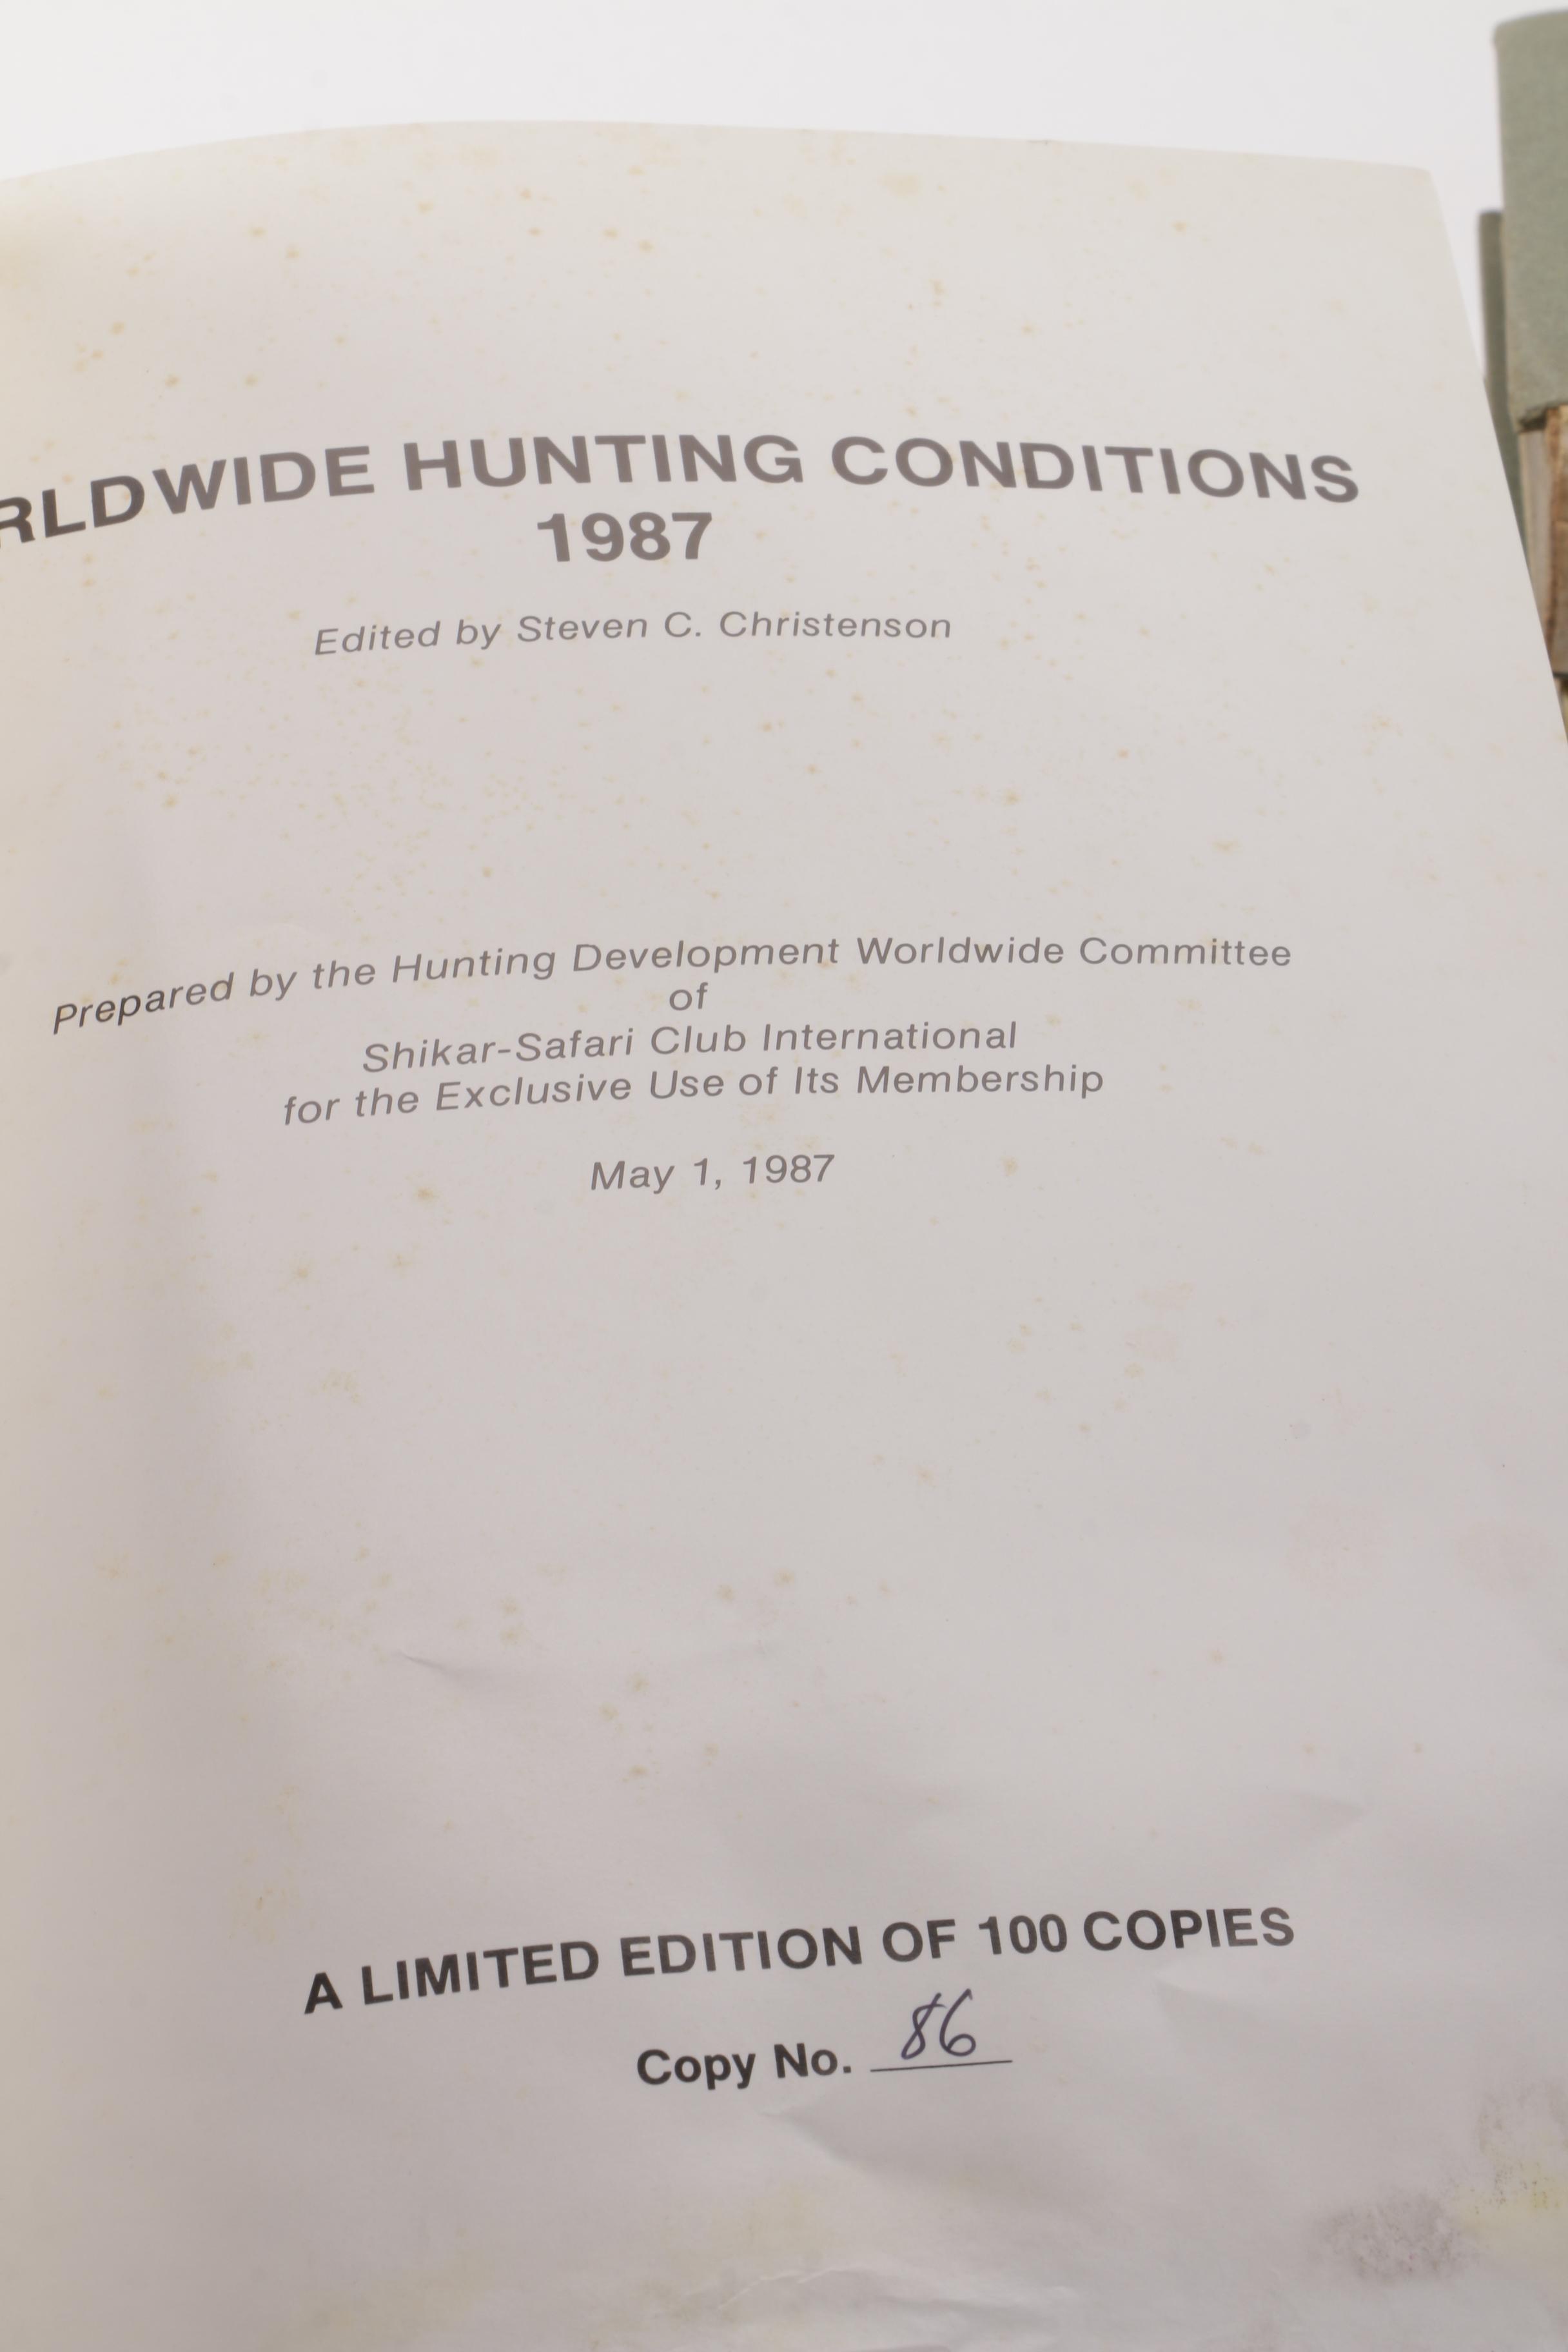 RLDWIDE HUNTING CONDITIONS
1987
Edited by Steven C. Christenson
Prepared by the Hunting Development Worldwide Committee
of
Shikar-Safari Club International
for the Exclusive Use of Its Membership
May 1, 1987
A LIMITED EDITION OF 100 COPIES
Copy No. 86